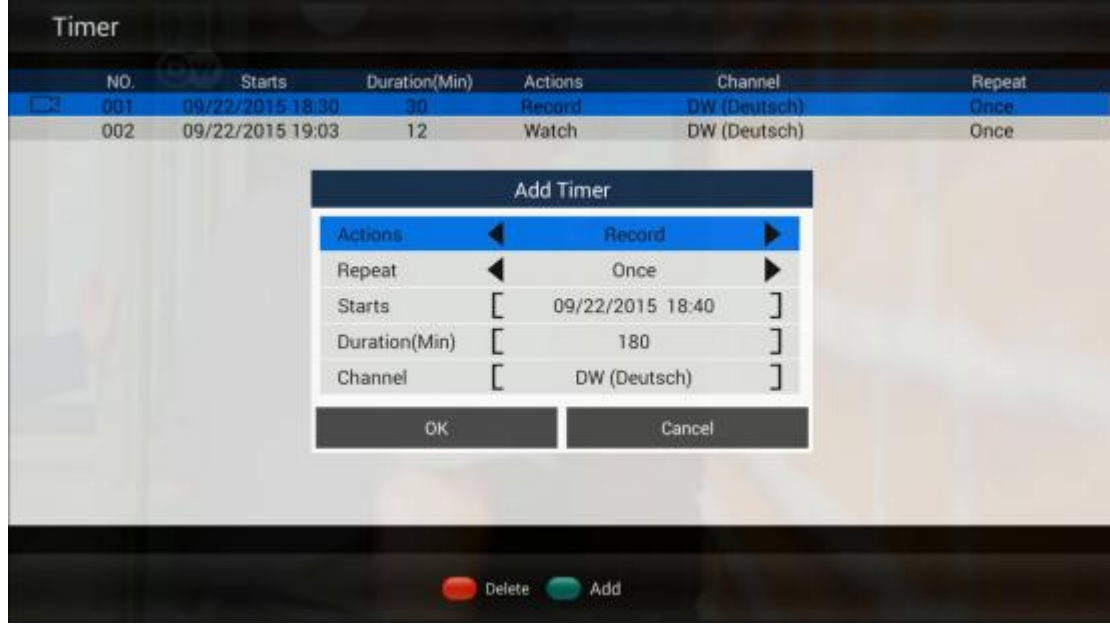 Timer
NO. Starts Duration(Min) Actions Channel Repeat
001 09/22/2015 18:30 30 Record DW (Deutsch) Once
002 09/22/2015 19:03 12 Watch DW (Deutsch) Once
Add Timer
Actions Record
Repeat Once
Starts [ 09/22/2015 18:40 ]
Duration(Min) [ 180 ]
Channel [ DW (Deutsch) ]
OK Cancel
Delete Add